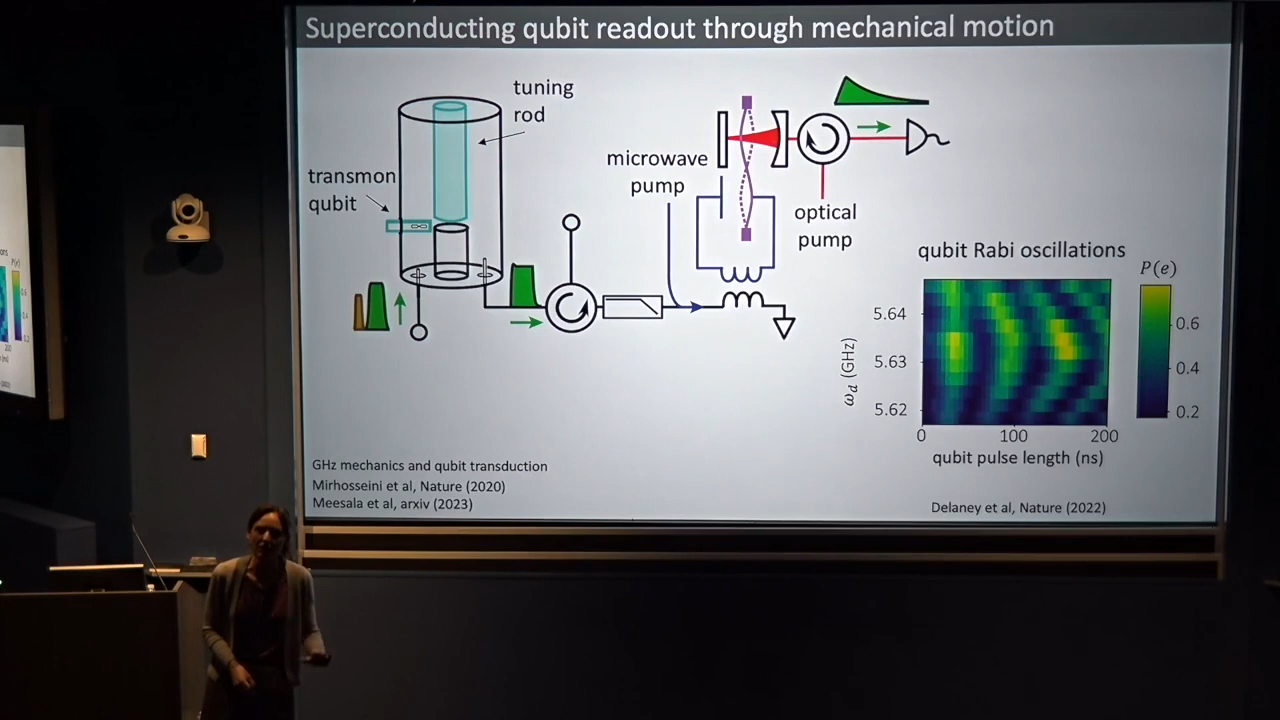 Superconducting qubit readout through mechanical motion
tuning
rod
transmon
qubit
microwave
pump
optical
pump
qubit Rabi oscillations
P(e)
0.6
0.4
0.2
ω_d (GHz)
5.64
5.63
5.62
0 100 200
qubit pulse length (ns)
GHz mechanics and qubit transduction
Mirhosseini et al, Nature (2020)
Meesala et al, arxiv (2023)
Delaney et al, Nature (2022)